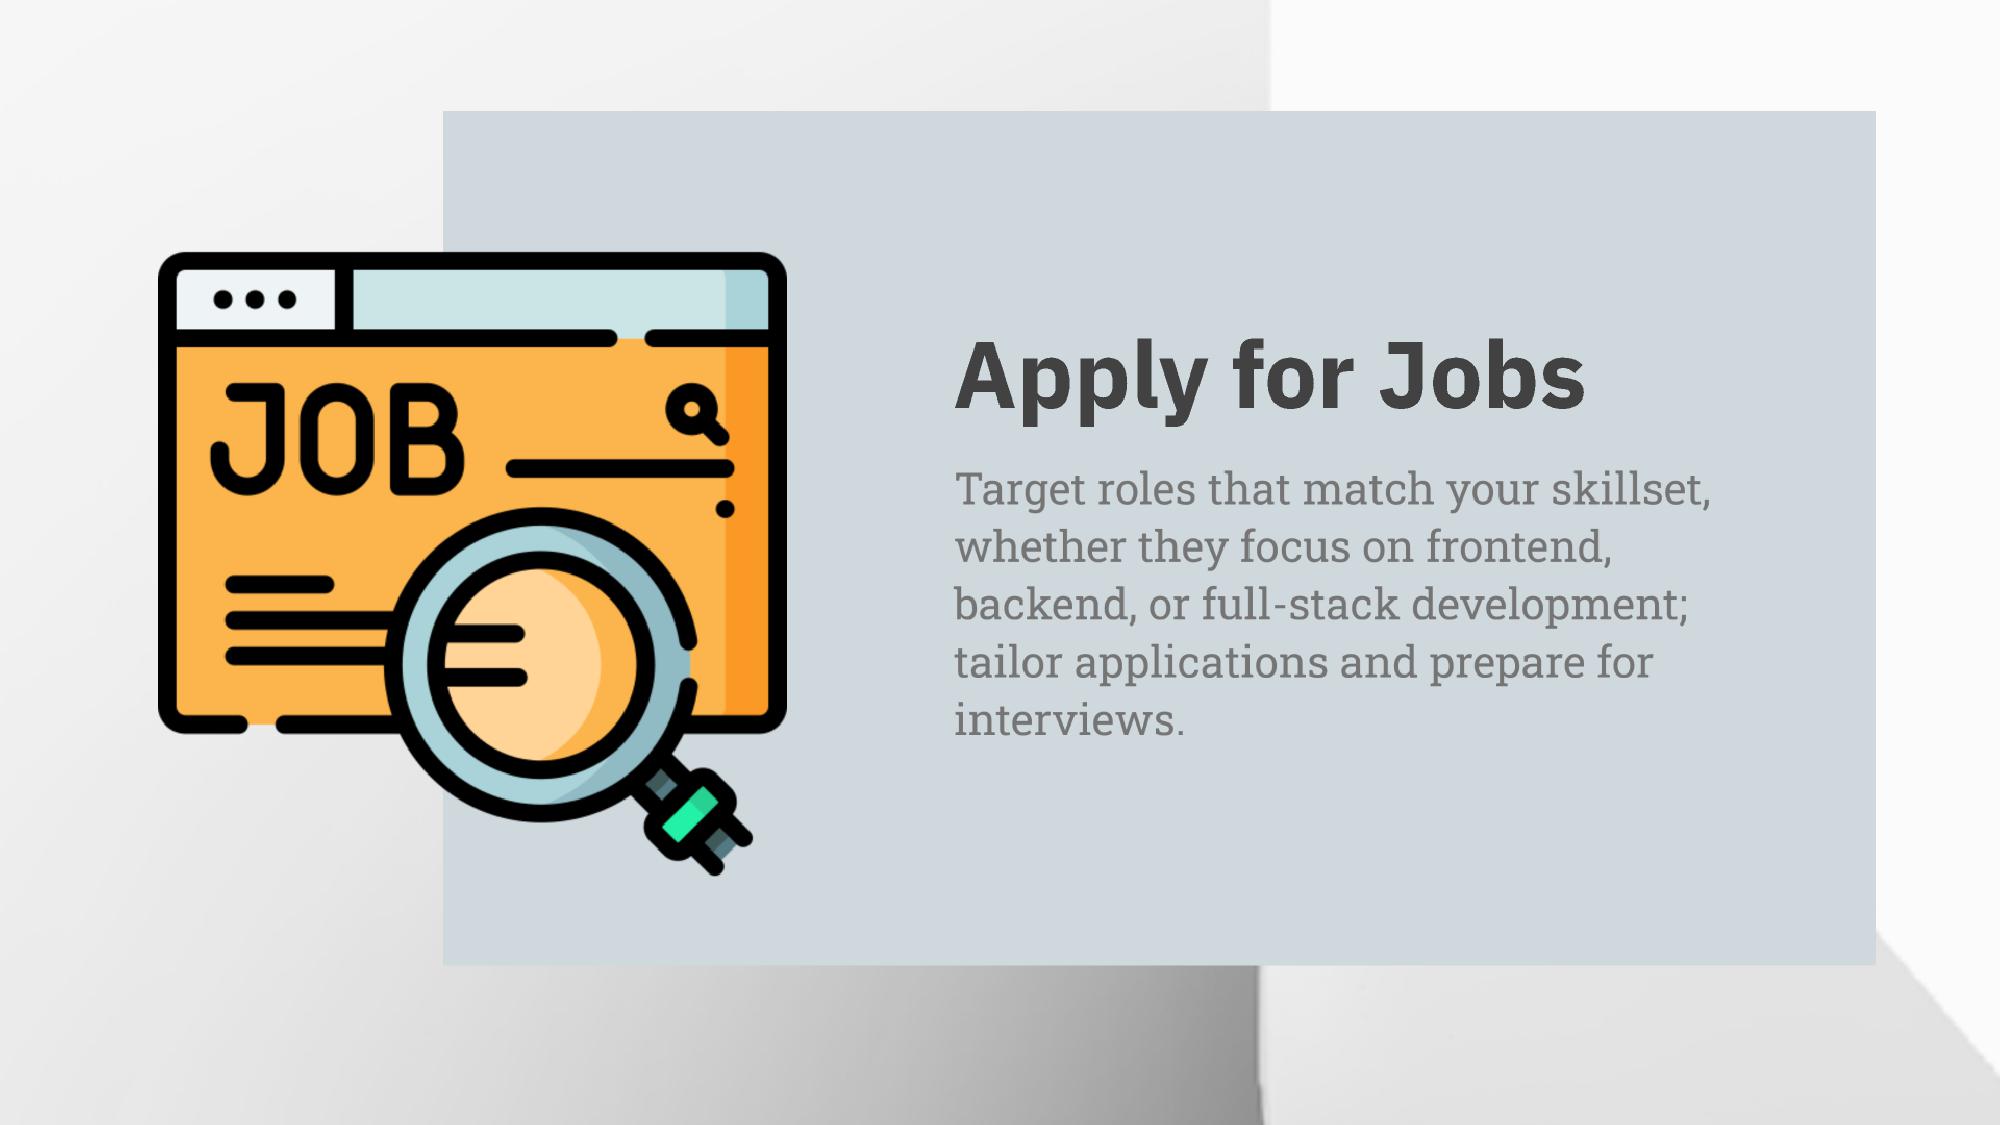 JOB
Apply for Jobs
Target roles that match your skillset,
whether they focus on frontend,
backend, or full-stack development;
tailor applications and prepare for
interviews.